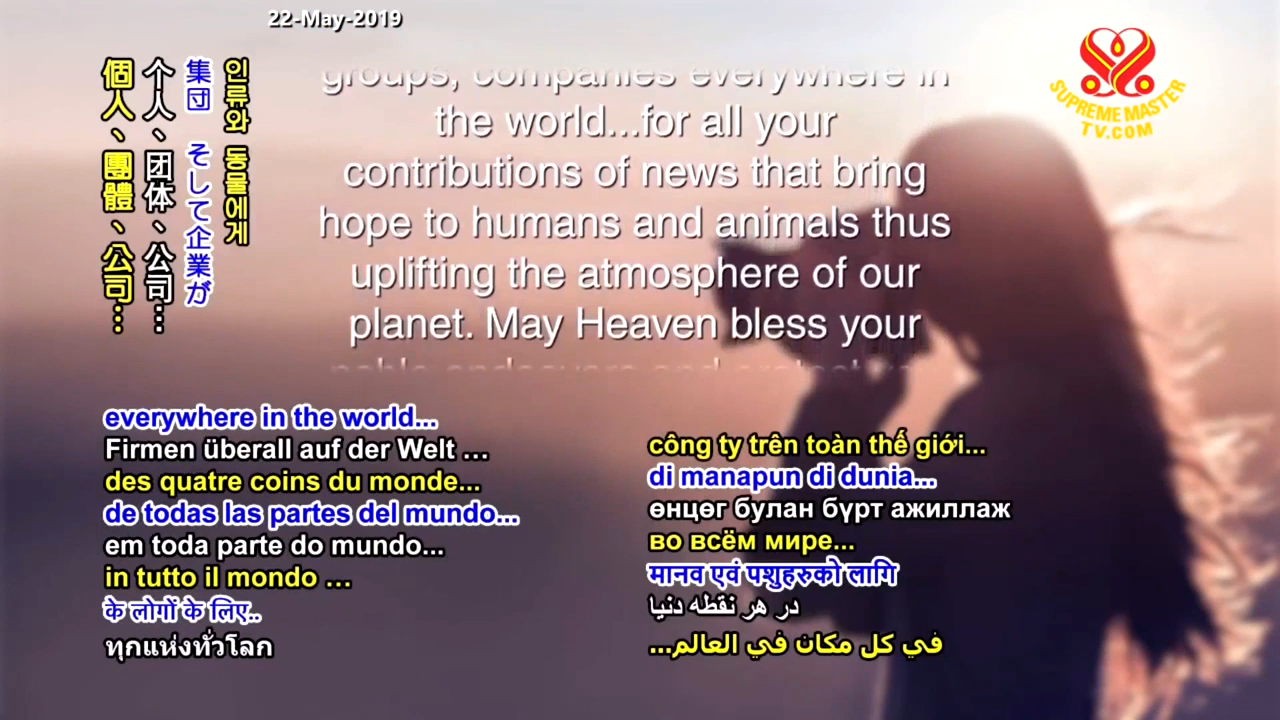 22-May-2019
SUPREME MASTER
TV.COM
個人、團體、公司…
个人、团体、公司…
集団 そして企業が
인류와 동물에게
groups, companies everywhere in
the world...for all your
contributions of news that bring
hope to humans and animals thus
uplifting the atmosphere of our
planet. May Heaven bless your
noble endeavors and protect
everywhere in the world...
Firmen überall auf der Welt …
des quatre coins du monde...
de todas las partes del mundo...
em toda parte do mundo...
in tutto il mondo …
के लोगों के लिए..
ทุกแห่งทั่วโลก
công ty trên toàn thế giới...
di manapun di dunia...
өнцөг булан бүрт ажиллаж
во всём мире...
मानव एवं पशुहरुको लागि
در هر نقطه دنیا
في كل مكان في العالم...